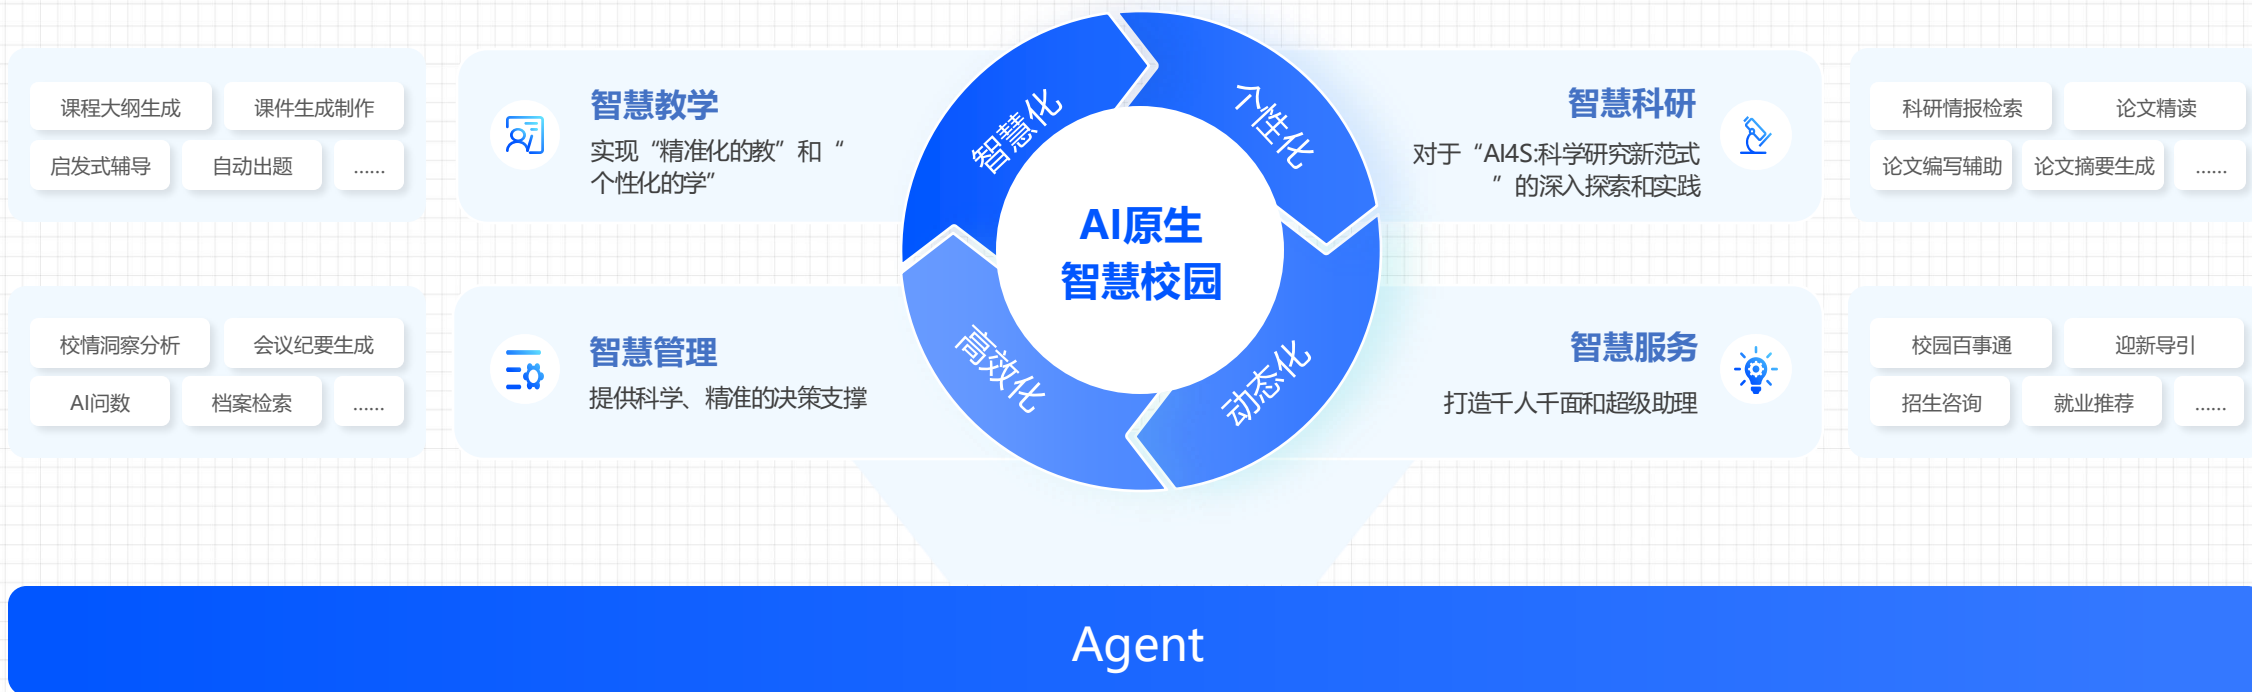 课程大纲生成
课件生成制作
启发式辅导
自动出题
......
智慧教学
实现“精准化的教”和“
个性化的学”
智慧化
个性化
高效化
动态化
AI原生
智慧校园
智慧科研
对于“AI4S:科学研究新范式
”的深入探索和实践
科研情报检索
论文精读
论文编写辅助
论文摘要生成
......
校情洞察分析
会议纪要生成
AI问数
档案检索
......
智慧管理
提供科学、精准的决策支撑
智慧服务
打造千人千面和超级助理
校园百事通
迎新导引
招生咨询
就业推荐
......
Agent